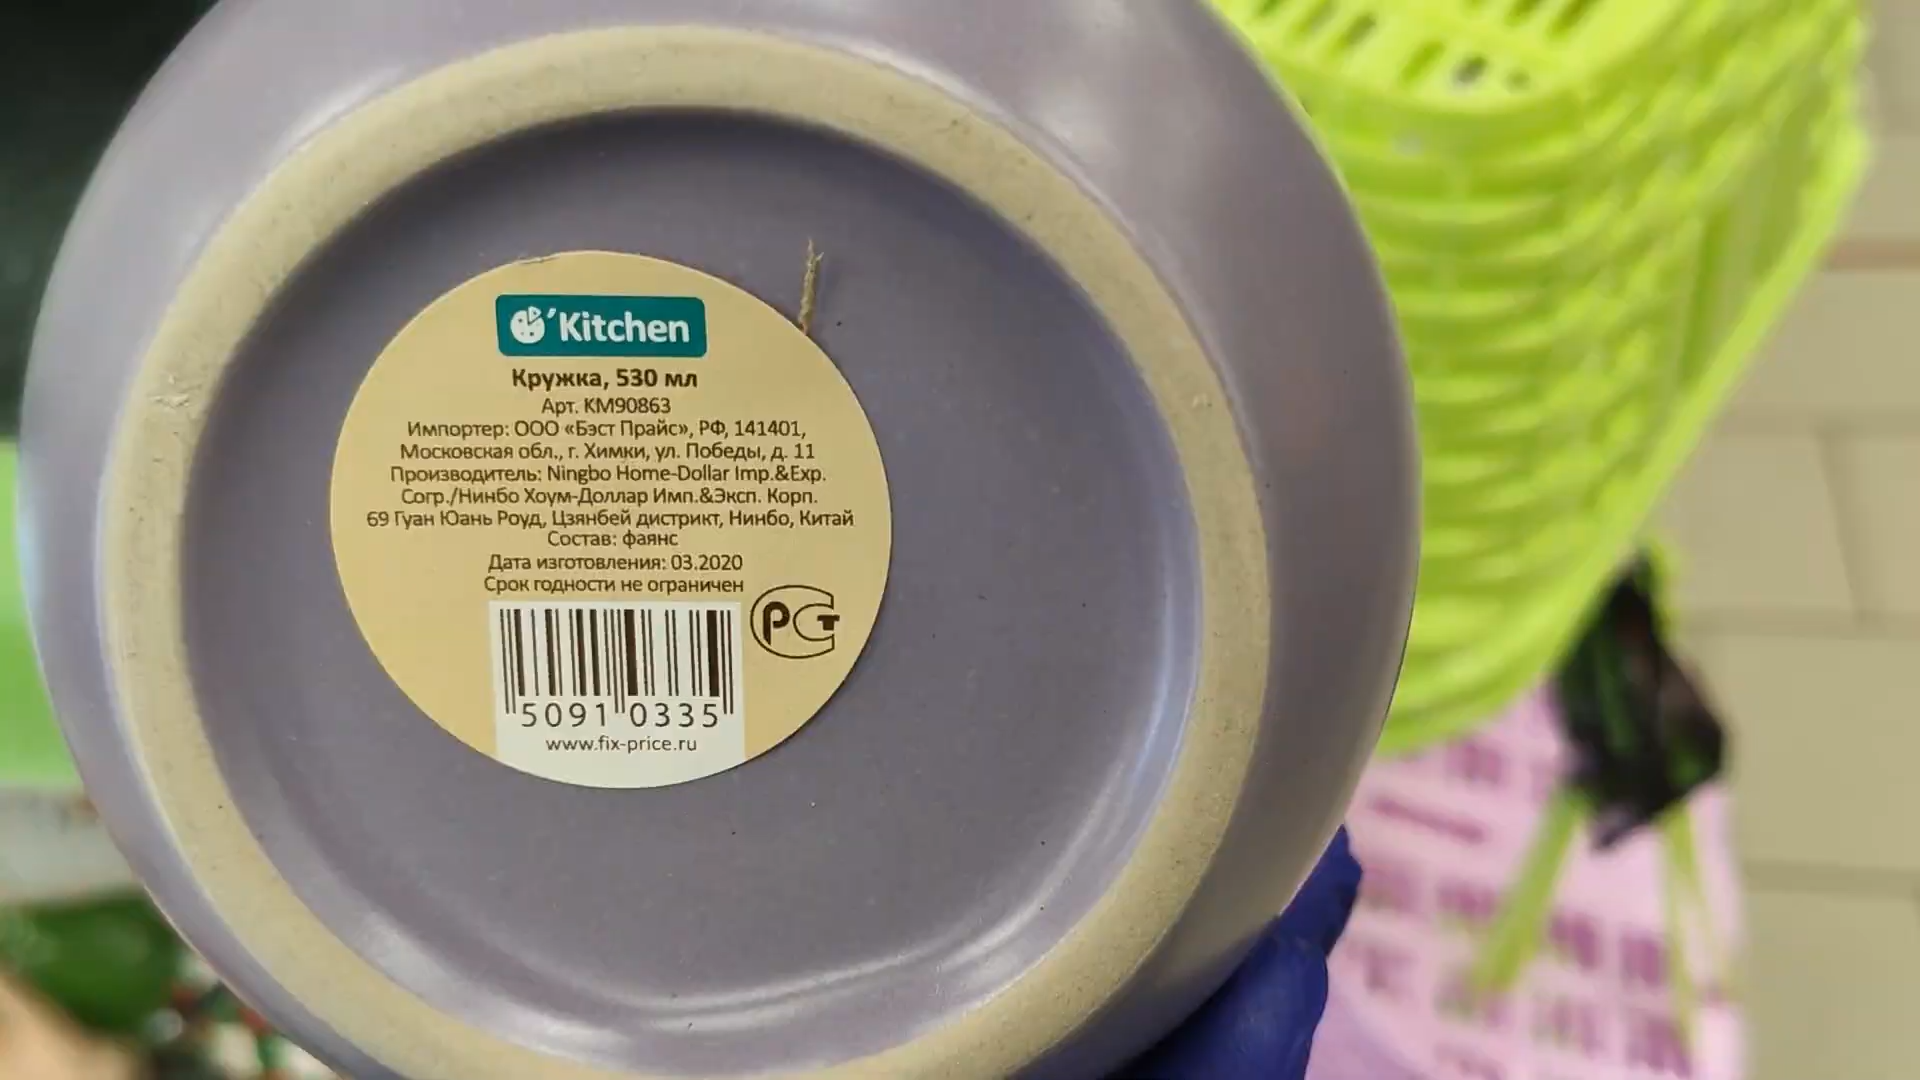 'Kitchen
Кружка, 530 мл
Арт. KM90863
Импортер: ООО «Бэст Прайс», РФ, 141401,
Московская обл., г. Химки, ул. Победы, д. 11
Производитель: Ningbo Home-Dollar Imp.&Exp.
Corp./Нинбо Хоум-Доллар Имп.&Эксп. Корп.
69 Гуан Юань Роуд, Цзянбей дистрикт, Нинбо, Китай
Состав: фаянс
Дата изготовления: 03.2020
Срок годности не ограничен
РСТ
5091 0335
www.fix-price.ru